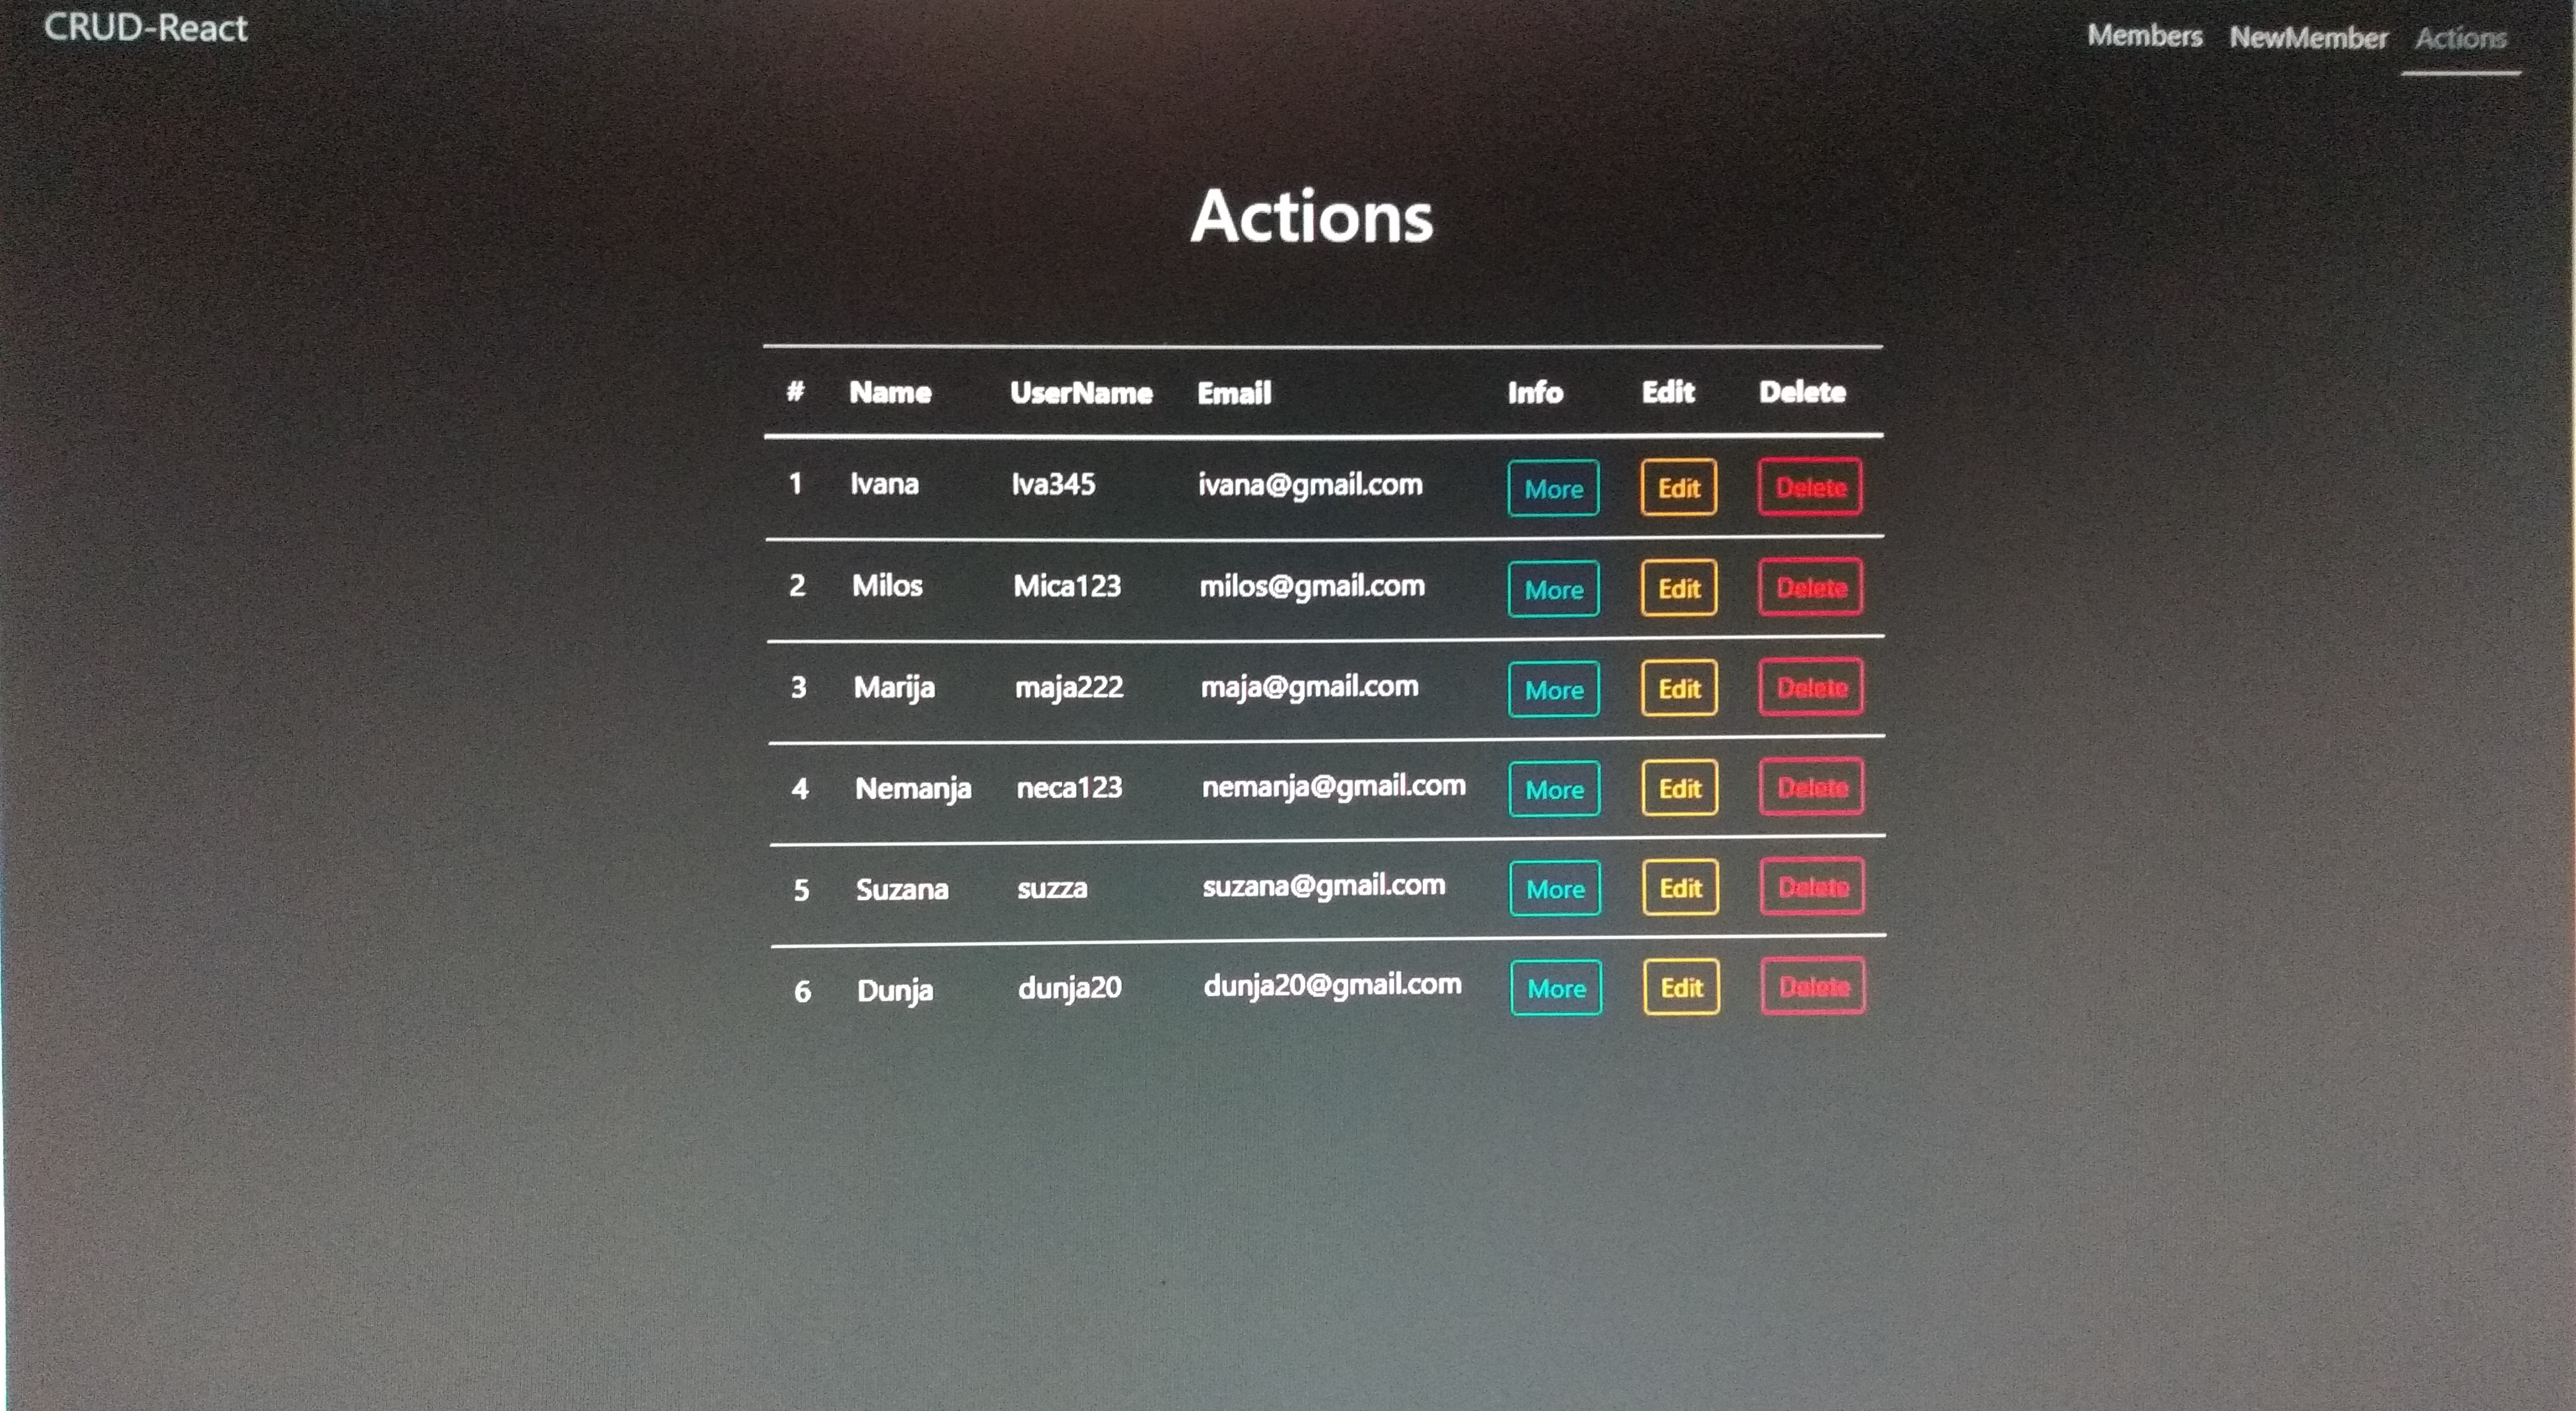 CRUD-React
Members NewMember Actions
Actions
# Name UserName Email Info Edit Delete
1 Ivana Iva345 ivana@gmail.com More Edit Delete
2 Milos Mica123 milos@gmail.com More Edit Delete
3 Marija maja222 maja@gmail.com More Edit Delete
4 Nemanja neca123 nemanja@gmail.com More Edit Delete
5 Suzana suzza suzana@gmail.com More Edit Delete
6 Dunja dunja20 dunja20@gmail.com More Edit Delete